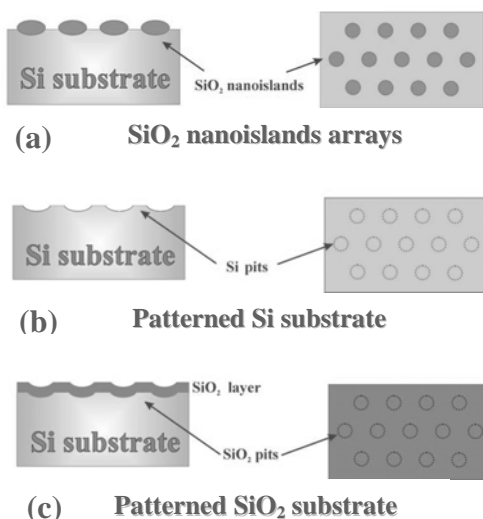 Si substrate
SiO₂ nanoislands
(a) SiO₂ nanoislands arrays
Si substrate
Si pits
(b) Patterned Si substrate
SiO₂ layer
Si substrate
SiO₂ pits
(c) Patterned SiO₂ substrate